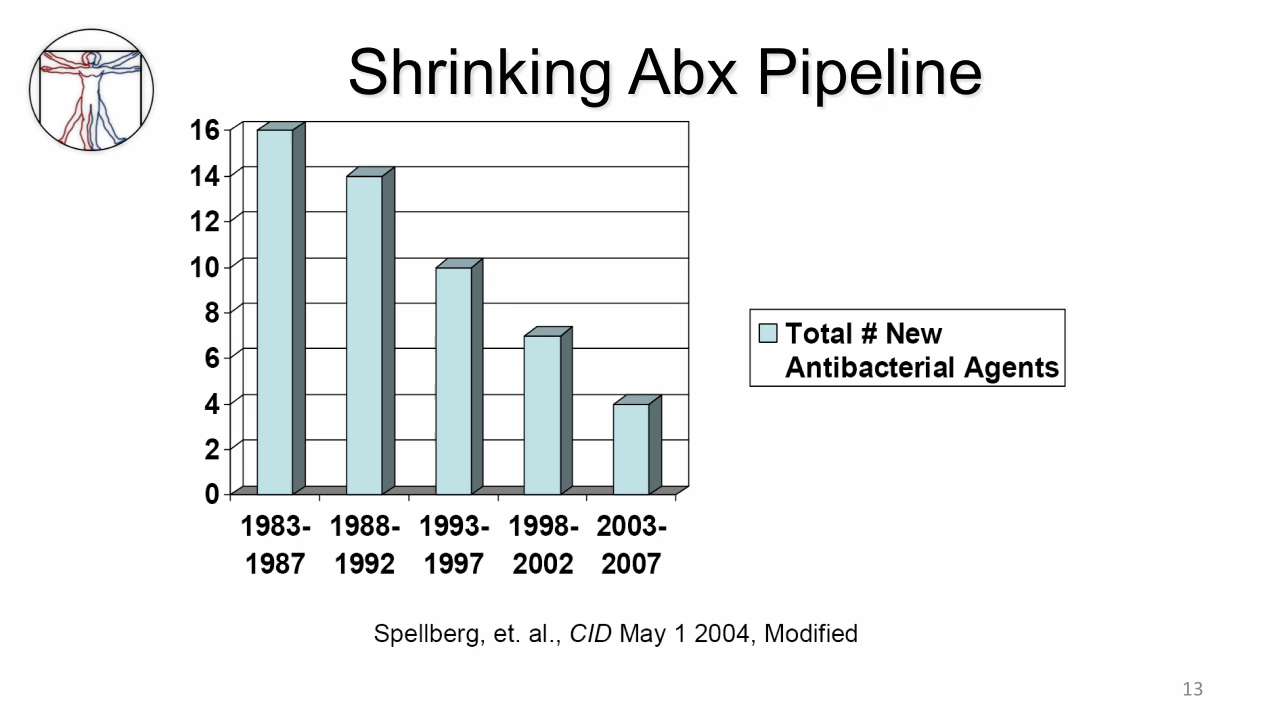 Shrinking Abx Pipeline
16
14
12
10
8
6
4
2
0
1983- 1988- 1993- 1998- 2003-
1987 1992 1997 2002 2007
Total # New
Antibacterial Agents
Spellberg, et. al., CID May 1 2004, Modified
13